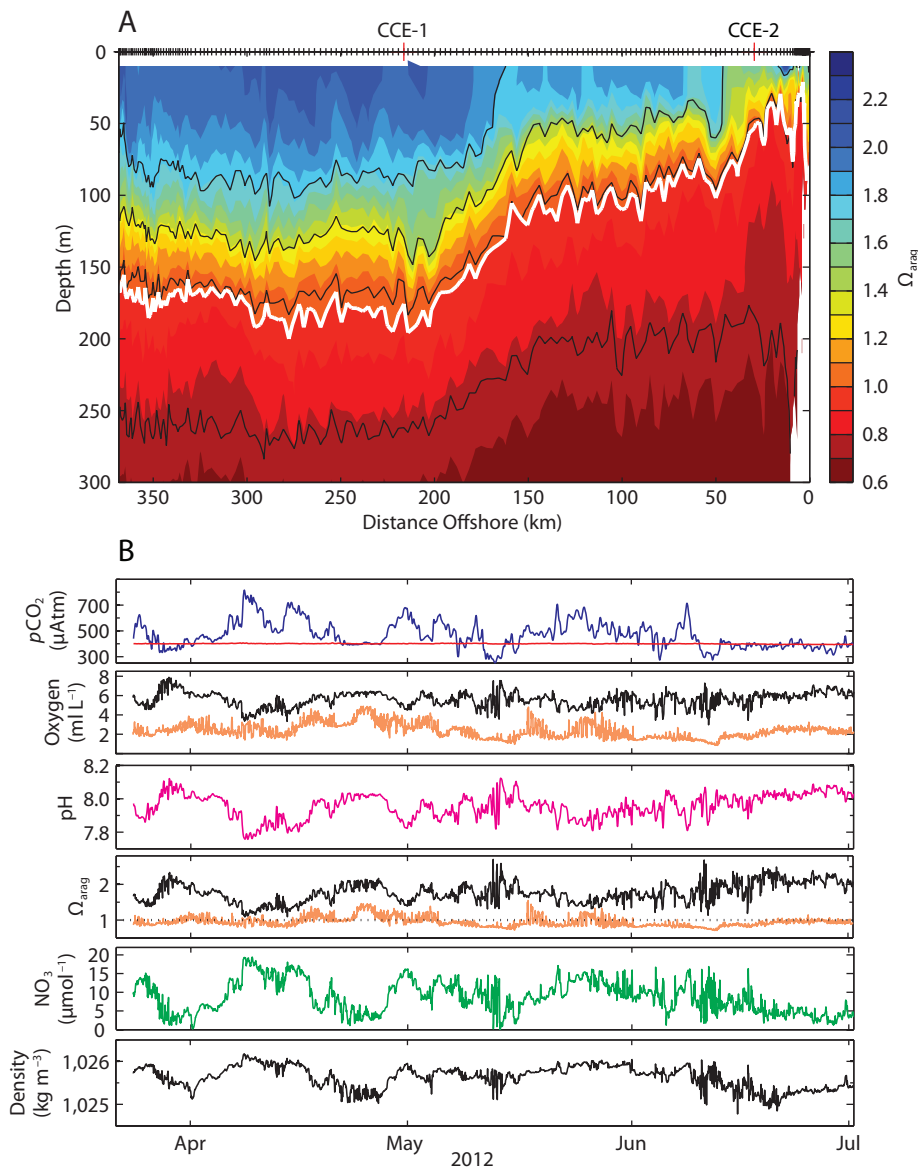 A
CCE-1 CCE-2
0
50
100
150
200
250
300
Depth (m)
350 300 250 200 150 100 50 0
Distance Offshore (km)
2.2
2.0
1.8
1.6
1.4
1.2
1.0
0.8
0.6
Ωarag
B
pCO2
(µAtm)
700
500
300
Oxygen
(ml L−1)
8
6
4
2
pH
8.2
8.0
7.8
Ωarag
2
1
NO3
(µmol−1)
20
15
10
5
0
Density
(kg m−3)
1,026
1,025
Apr May Jun Jul
2012